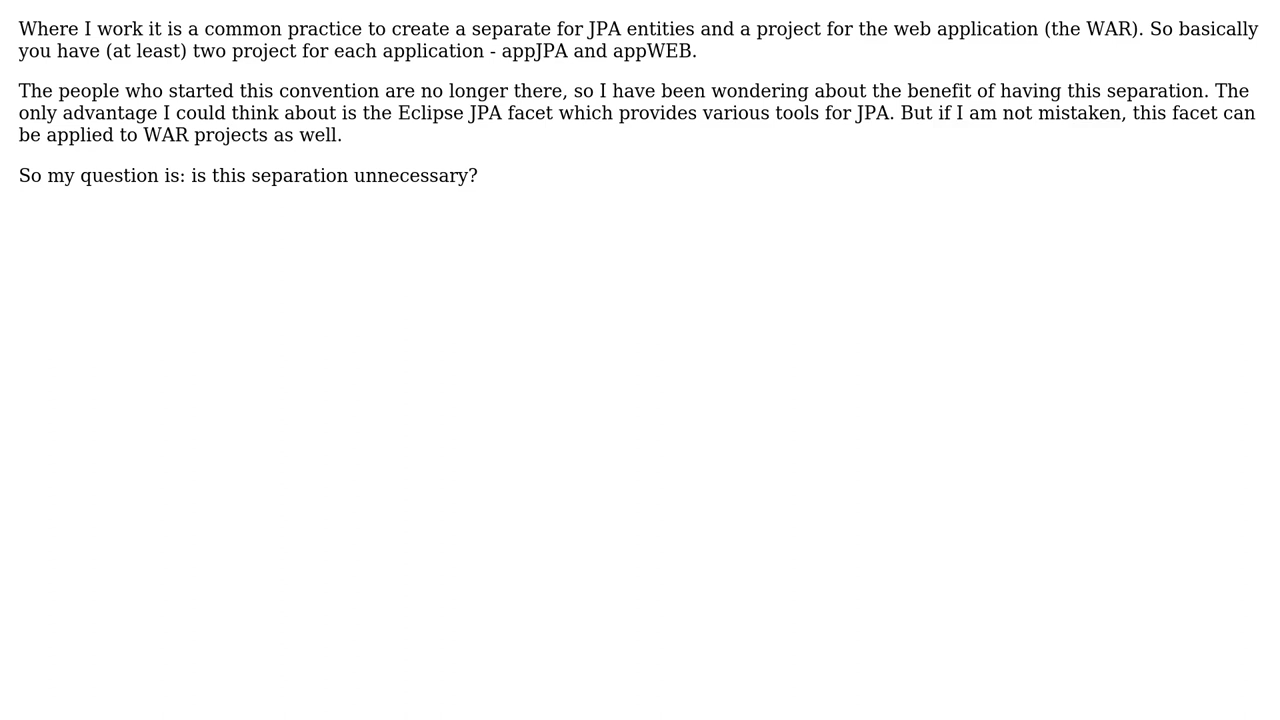 Where I work it is a common practice to create a separate for JPA entities and a project for the web application (the WAR). So basically
you have (at least) two project for each application - appJPA and appWEB.
The people who started this convention are no longer there, so I have been wondering about the benefit of having this separation. The
only advantage I could think about is the Eclipse JPA facet which provides various tools for JPA. But if I am not mistaken, this facet can
be applied to WAR projects as well.
So my question is: is this separation unnecessary?